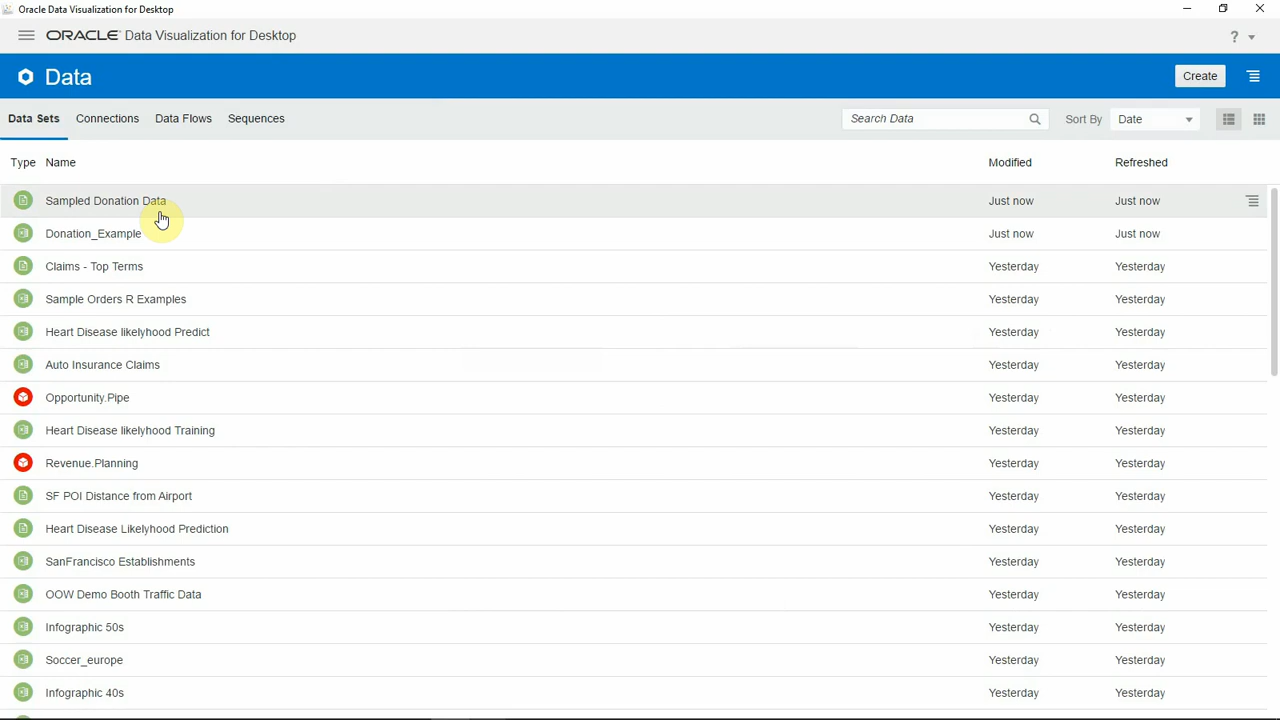 Oracle Data Visualization for Desktop
ORACLE' Data Visualization for Desktop ?
Data Create
Data Sets Connections Data Flows Sequences Search Data Sort By Date
Type Name Modified Refreshed
Sampled Donation Data Just now Just now
Donation_Example Just now Just now
Claims - Top Terms Yesterday Yesterday
Sample Orders R Examples Yesterday Yesterday
Heart Disease likelyhood Predict Yesterday Yesterday
Auto Insurance Claims Yesterday Yesterday
Opportunity.Pipe Yesterday Yesterday
Heart Disease likelyhood Training Yesterday Yesterday
Revenue.Planning Yesterday Yesterday
SF POI Distance from Airport Yesterday Yesterday
Heart Disease Likelyhood Prediction Yesterday Yesterday
SanFrancisco Establishments Yesterday Yesterday
OOW Demo Booth Traffic Data Yesterday Yesterday
Infographic 50s Yesterday Yesterday
Soccer_europe Yesterday Yesterday
Infographic 40s Yesterday Yesterday